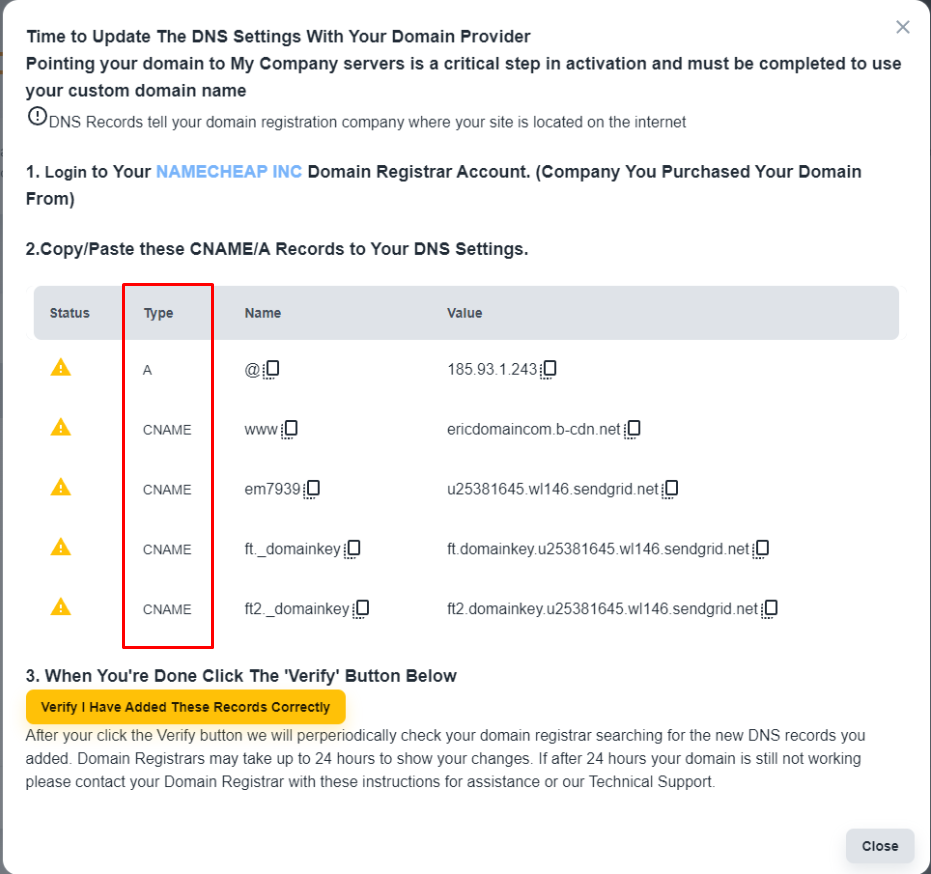 Time to Update The DNS Settings With Your Domain Provider
Pointing your domain to My Company servers is a critical step in activation and must be completed to use
your custom domain name
DNS Records tell your domain registration company where your site is located on the internet
1. Login to Your NAMECHEAP INC Domain Registrar Account. (Company You Purchased Your Domain
From)
2.Copy/Paste these CNAME/A Records to Your DNS Settings.
Status Type Name Value
A @ 185.93.1.243
CNAME www ericdomaincom.b-cdn.net
CNAME em7939 u25381645.wl146.sendgrid.net
CNAME ft._domainkey ft.domainkey.u25381645.wl146.sendgrid.net
CNAME ft2._domainkey ft2.domainkey.u25381645.wl146.sendgrid.net
3. When You're Done Click The 'Verify' Button Below
Verify I Have Added These Records Correctly
After your click the Verify button we will perperiodically check your domain registrar searching for the new DNS records you
added. Domain Registrars may take up to 24 hours to show your changes. If after 24 hours your domain is still not working
please contact your Domain Registrar with these instructions for assistance or our Technical Support.
Close